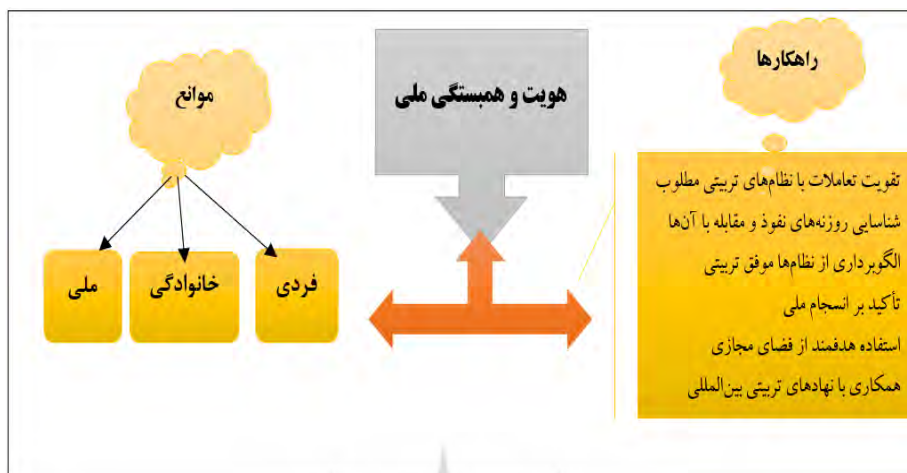 راهکارها
تقویت تعاملات با نظام‌های تربیتی مطلوب
شناسایی روزنه‌های نفوذ و مقابله با آن‌ها
الگوبرداری از نظام‌ها موفق تربیتی
تأکید بر انسجام ملی
استفاده هدفمند از فضای مجازی
همکاری با نهادهای تربیتی بین‌المللی
هویت و همبستگی ملی
موانع
فردی
خانوادگی
ملی